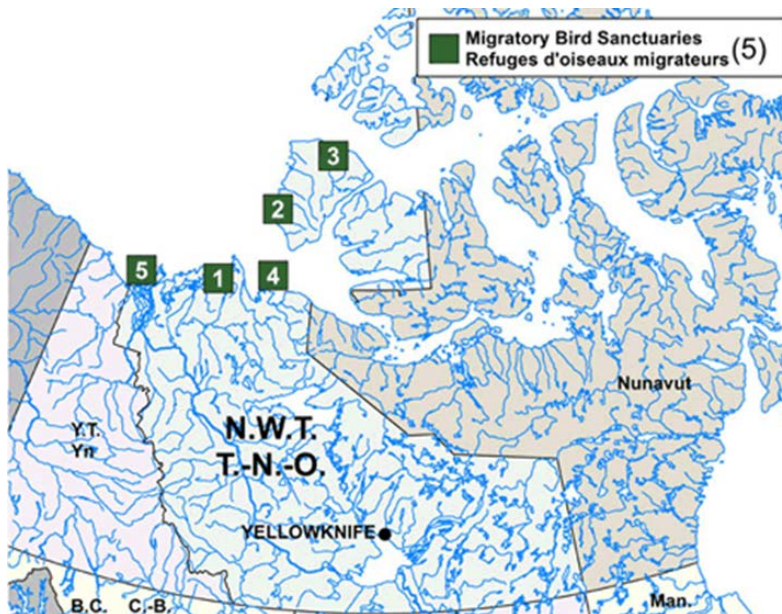 Migratory Bird Sanctuaries
Refuges d'oiseaux migrateurs (5)
3
2
5
1
4
Nunavut
Y.T.
Yn
N.W.T.
T.-N.-O.
YELLOWKNIFE
B.C. C.-B.
Man.